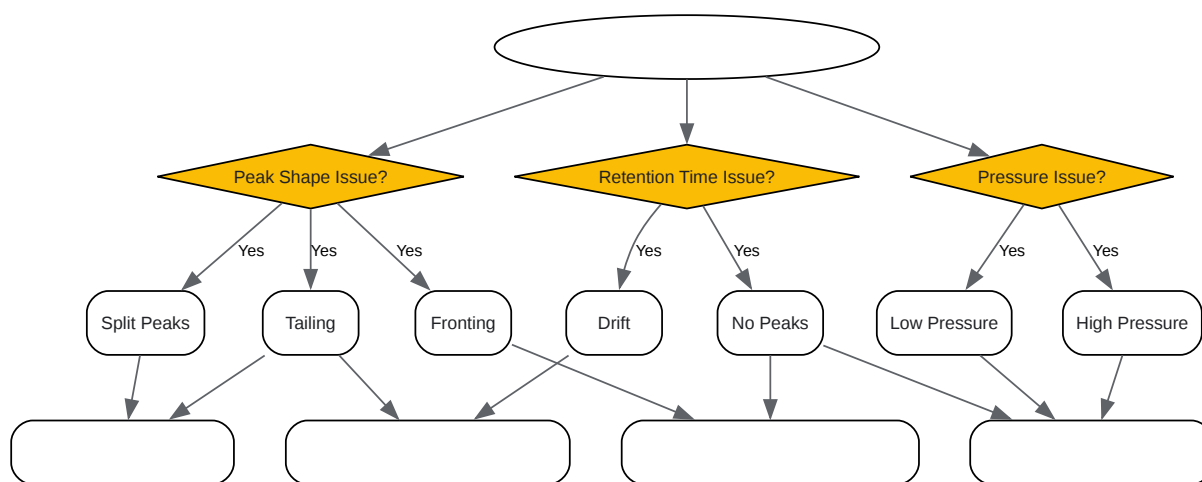 Peak Shape Issue?
Retention Time Issue?
Pressure Issue?
Yes
Yes
Yes
Yes
Yes
Yes
Yes
Split Peaks
Tailing
Fronting
Drift
No Peaks
Low Pressure
High Pressure